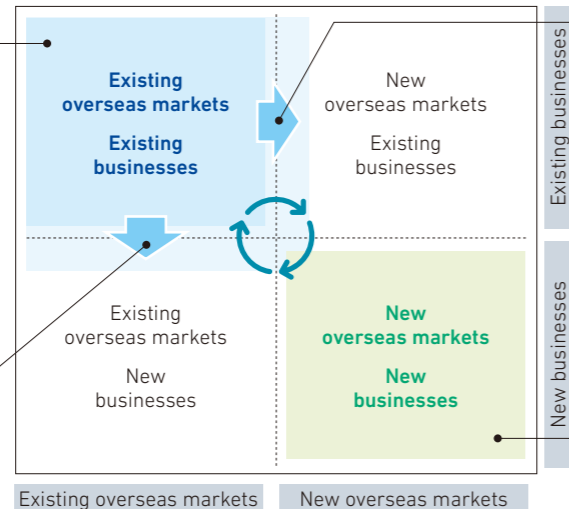 Existing
overseas markets
Existing
businesses
New
overseas markets
Existing
businesses
Existing businesses
Existing
overseas markets
New
businesses
New
overseas markets
New
businesses
New businesses
Existing overseas markets
New overseas markets